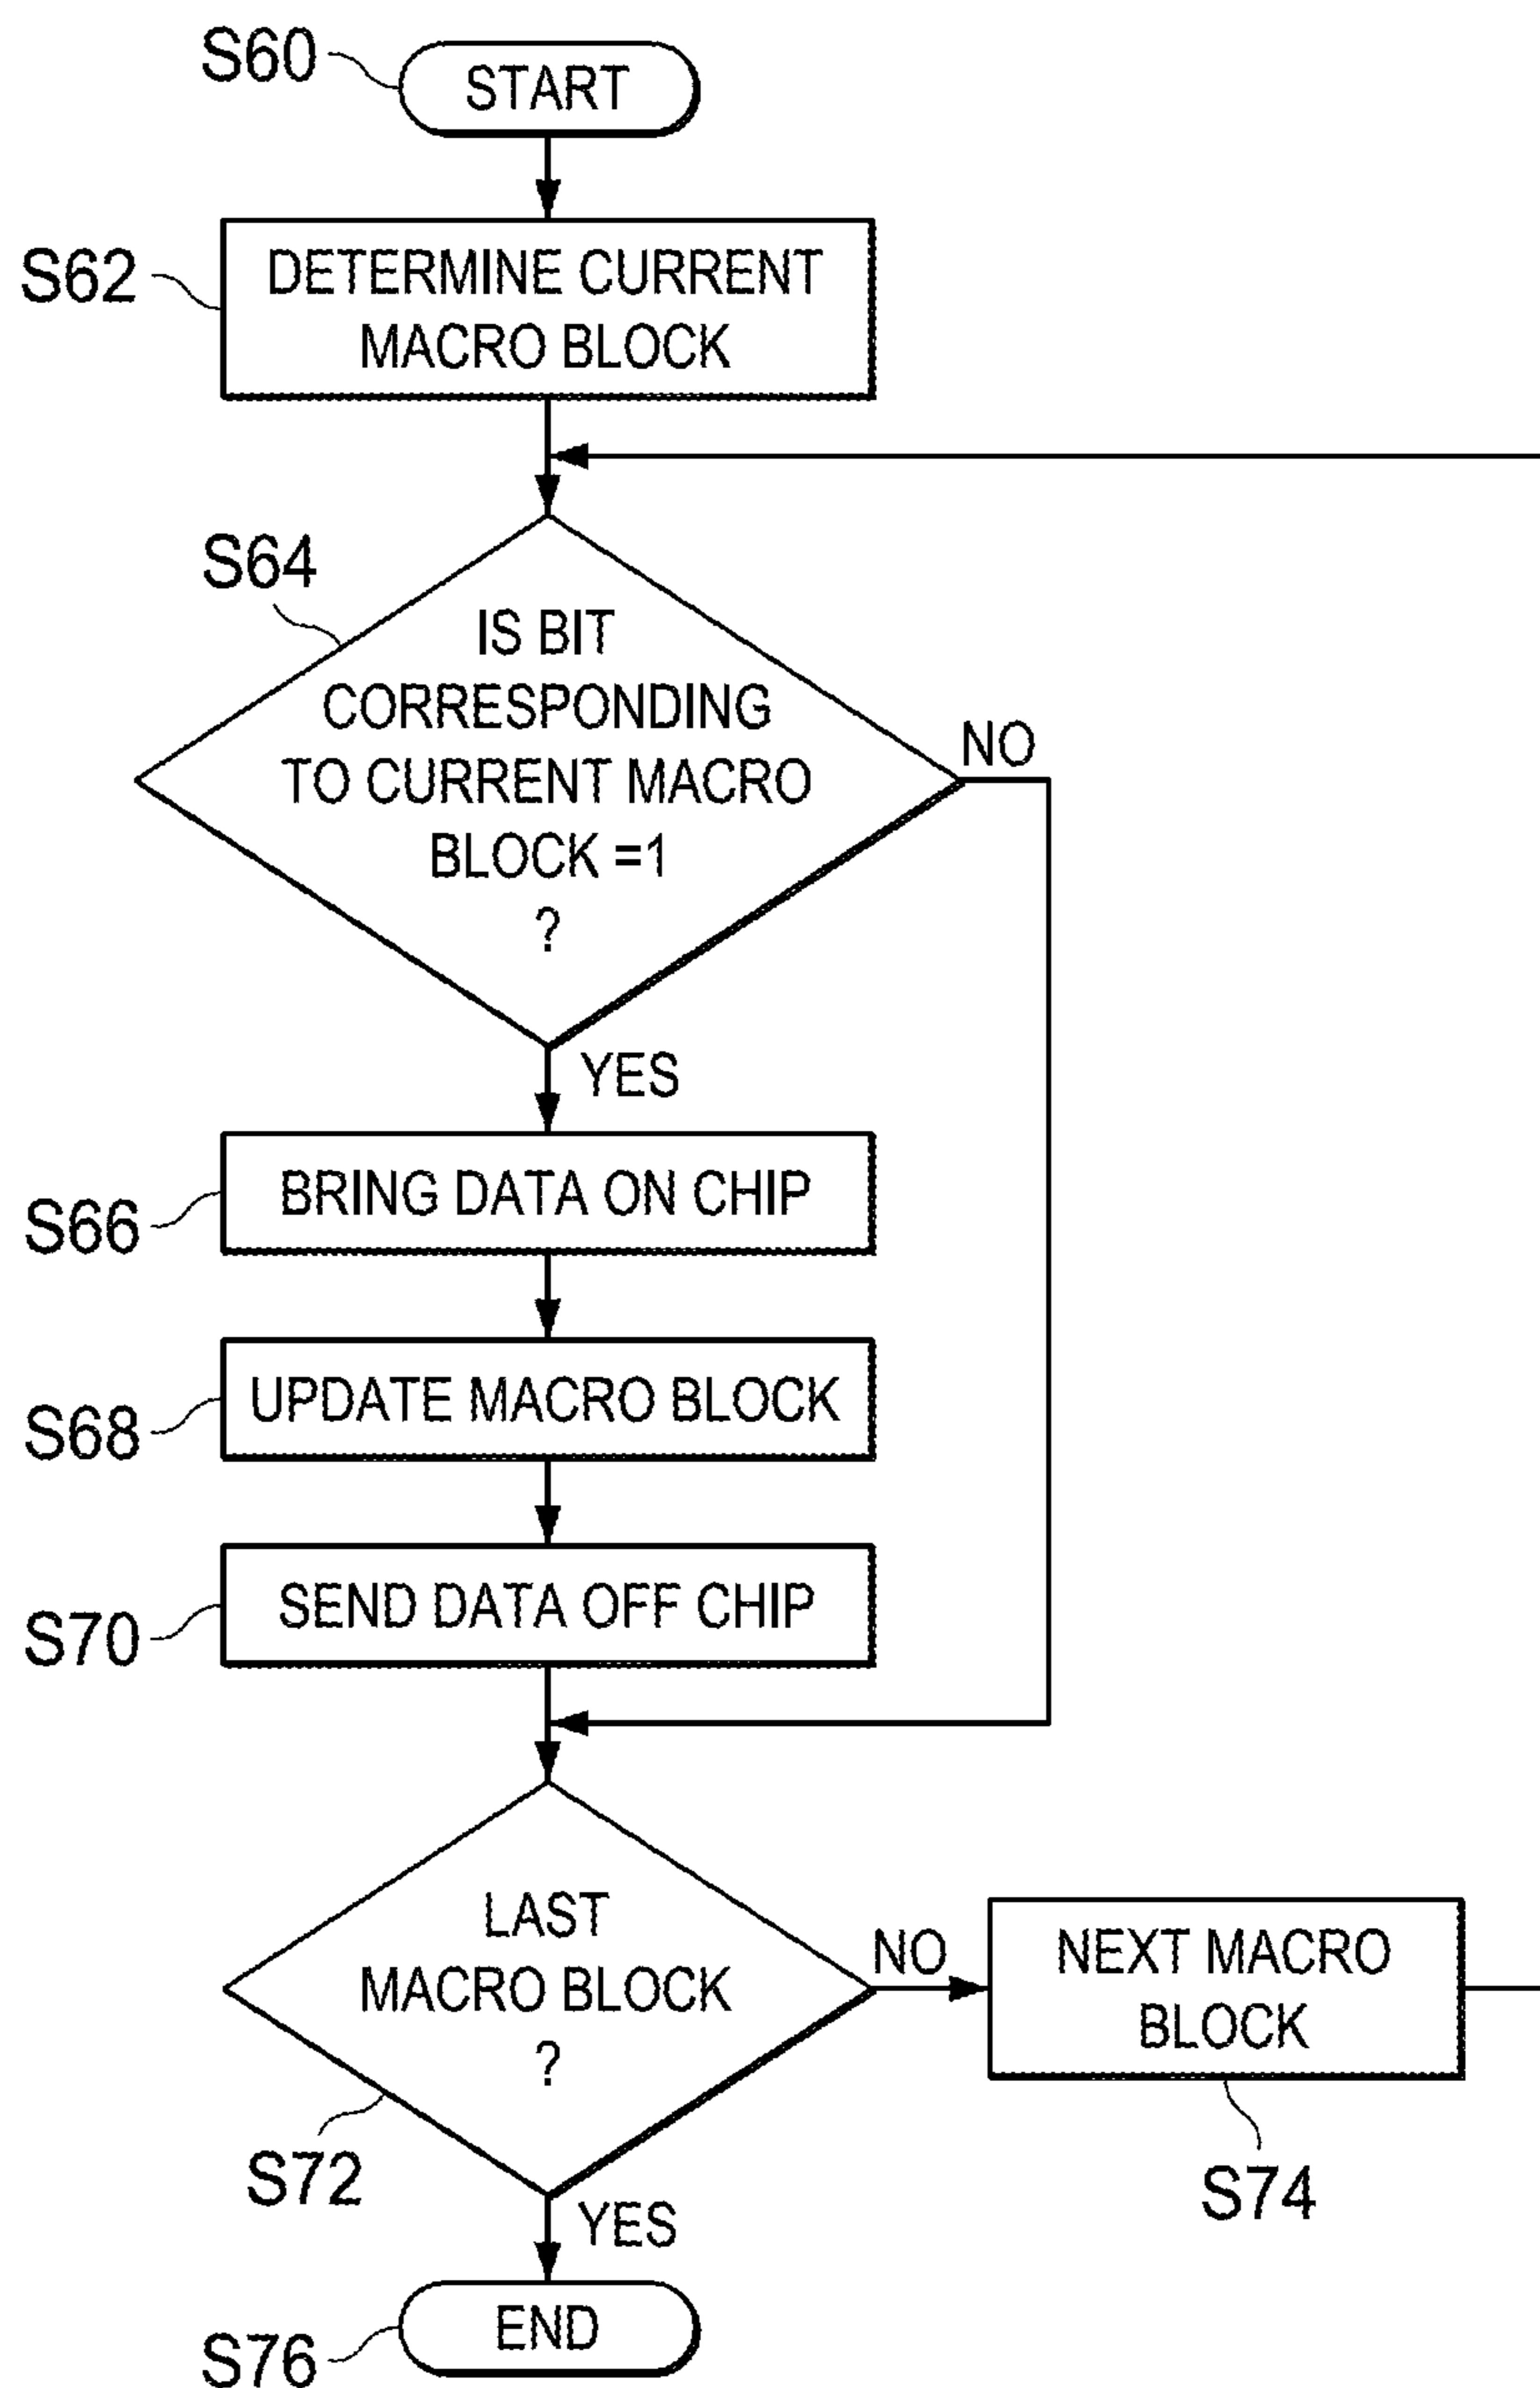 S60
START
S62
DETERMINE CURRENT
MACRO BLOCK
S64
IS BIT
CORRESPONDING
TO CURRENT MACRO
BLOCK =1
?
NO
YES
S66
BRING DATA ON CHIP
S68
UPDATE MACRO BLOCK
S70
SEND DATA OFF CHIP
S72
LAST
MACRO BLOCK
?
NO
NEXT MACRO
BLOCK
S74
YES
S76
END